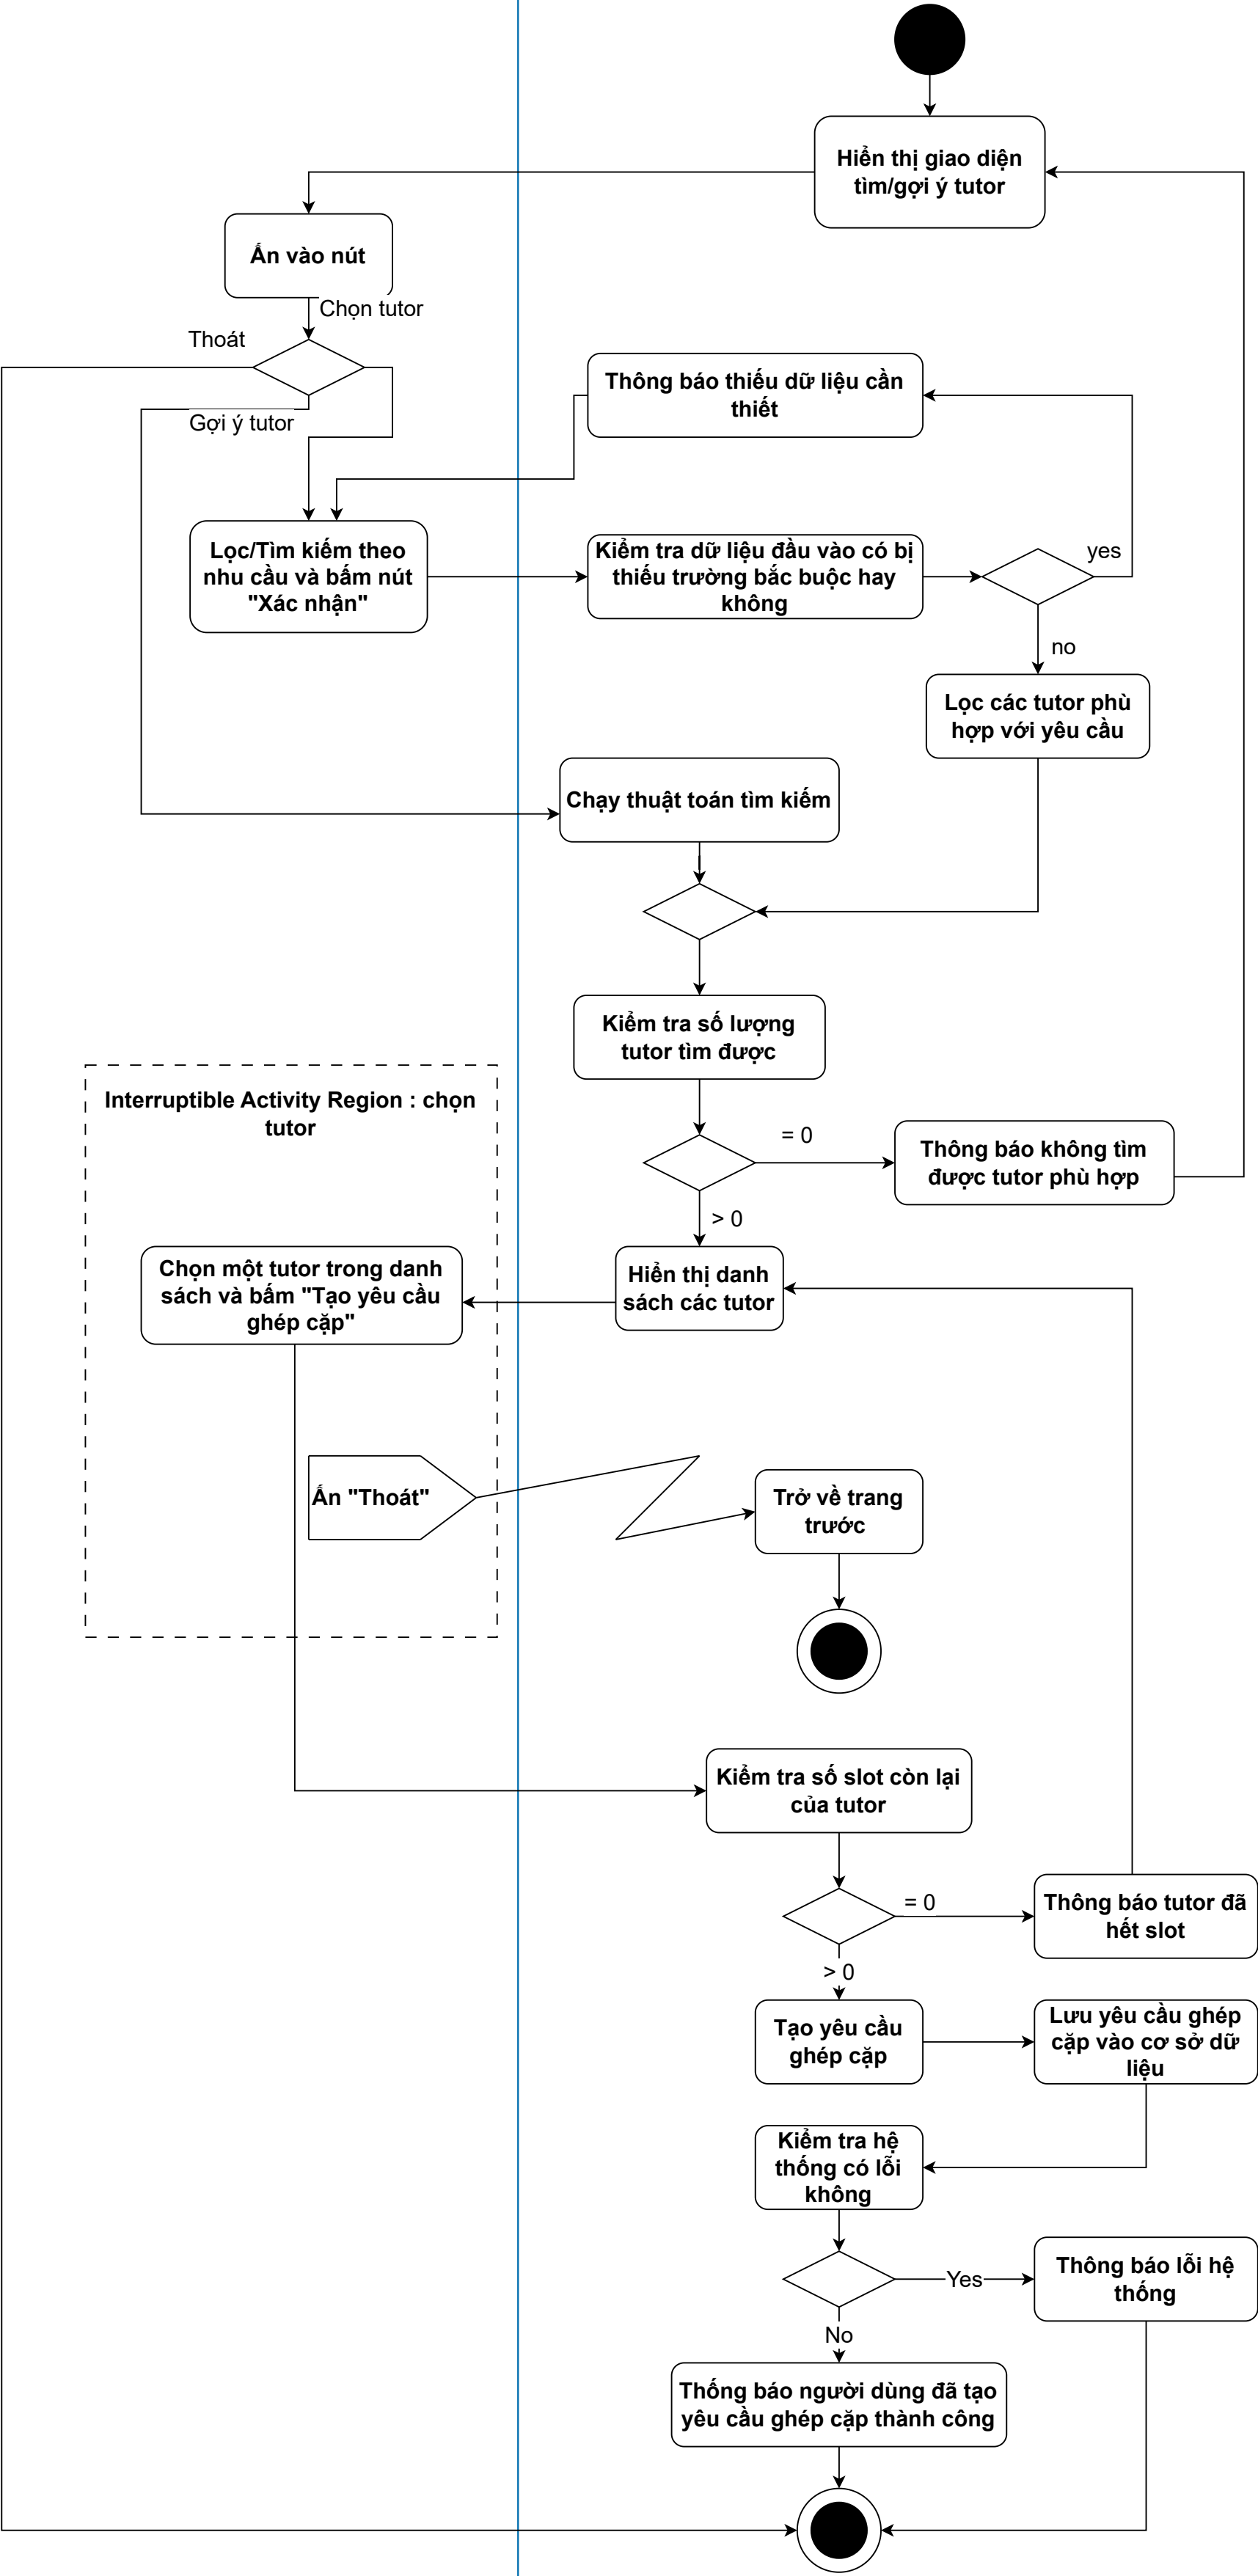 Hiển thị giao diện
tìm/gợi ý tutor
Ấn vào nút
Chọn tutor
Thoát
Gợi ý tutor
Thông báo thiếu dữ liệu cần
thiết
Lọc/Tìm kiếm theo
nhu cầu và bấm nút
"Xác nhận"
Kiểm tra dữ liệu đầu vào có bị
thiếu trường bắc buộc hay
không
yes
no
Lọc các tutor phù
hợp với yêu cầu
Chạy thuật toán tìm kiếm
Kiểm tra số lượng
tutor tìm được
Interruptible Activity Region : chọn
tutor
= 0
Thông báo không tìm
được tutor phù hợp
> 0
Chọn một tutor trong danh
sách và bấm "Tạo yêu cầu
ghép cặp"
Hiển thị danh
sách các tutor
Ấn "Thoát"
Trở về trang
trước
Kiểm tra số slot còn lại
của tutor
= 0
Thông báo tutor đã
hết slot
> 0
Tạo yêu cầu
ghép cặp
Lưu yêu cầu ghép
cặp vào cơ sở dữ
liệu
Kiểm tra hệ
thống có lỗi
không
Yes
Thông báo lỗi hệ
thống
No
Thống báo người dùng đã tạo
yêu cầu ghép cặp thành công